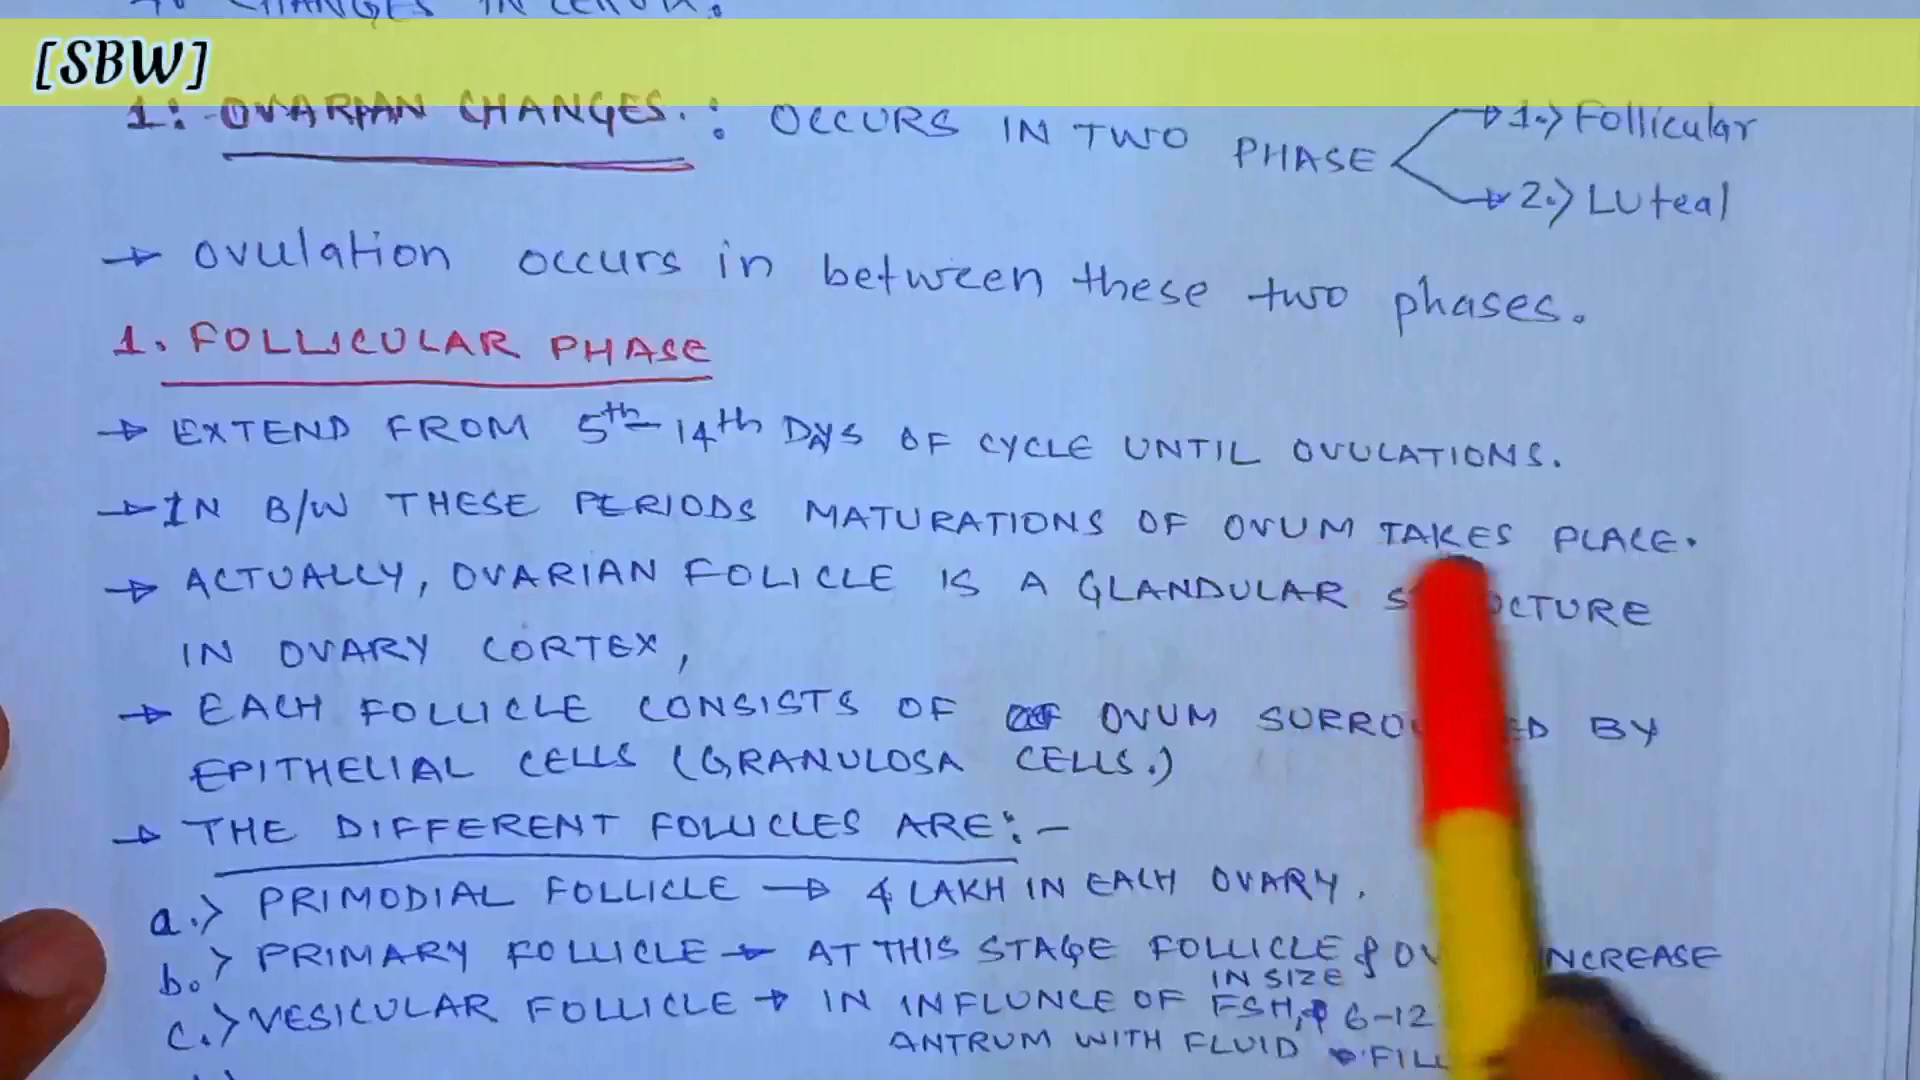 [SBW]
1: OVARIAN CHANGES. : OCCURS IN TWO PHASE
1.) Follicular
2.) Luteal
→ Ovulation occurs in between these two phases.
1. FOLLICULAR PHASE
→ EXTEND FROM 5th - 14th DAYS OF CYCLE UNTIL OVULATIONS.
→ IN B/W THESE PERIODS MATURATIONS OF OVUM TAKES PLACE.
→ ACTUALLY, OVARIAN FOLICLE IS A GLANDULAR
IN OVARY CORTEX,
→ EACH FOLLICLE CONSISTS OF OVUM BY
EPITHELIAL CELLS (GRANULOSA CELLS.)
→ THE DIFFERENT FOLLICLES ARE:-
a.) PRIMODIAL FOLLICLE → 4 LAKH IN EACH OVARY.
b.) PRIMARY FOLLICLE → AT THIS STAGE FOLLICLE &
IN SIZE
c.) VESICULAR FOLLICLE → IN INFLUNCE OF FSH, 6-12
ANTRUM WITH FLUID